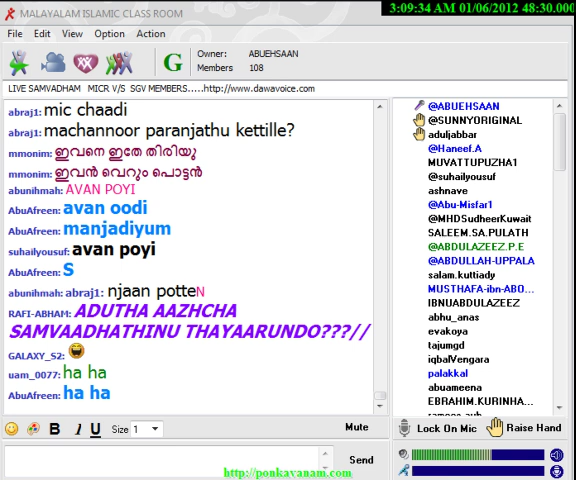 MALAYALAM ISLAMIC CLASS ROOM
3:09:34 AM 01/06/2012 48:30.000
File Edit View Option Action
G
Owner: ABUEHSAAN
Members 108
LIVE SAMVADHAM MICR V/S SGV MEMBERS.....http://www.dawavoice.com
abraj1: mic chaadi
abraj1: machannoor paranjathu kettille?
mmonim: ഇവനെ ഇതേ തിരിയു
mmonim: ഇവൻ വെറും പൊട്ടൻ
abunihmah: AVAN POYI
AbuAfreen: avan oodi
AbuAfreen: manjadiyum
suhailyousuf: avan poyi
AbuAfreen: S
abunihmah: abraj1: njaan potteN
RAFI-ABHAM: ADUTHA AAZHCHA
SAMVAADHATHINU THAYAARUNDO???//
GALAXY_S2:
uam_0077: ha ha
AbuAfreen: ha ha
@ABUEHSAAN
@SUNNYORIGINAL
aduljabbar
@Haneef.A
MUVATTUPUZHA1
@suhailyousuf
ashnave
@Abu-Misfar1
@MHDSudheerKuwait
SALEEM.SA.PULATH
@ABDULAZEEZ.P.E
@ABDULLAH-UPPALA
salam.kuttiady
MUSTHAFA-ibn-ABO...
IBNUABDULAZEEZ
abhu_anas
evakoya
tajumgd
iqbalVengara
palakkal
abuameena
EBRAHIM.KURINHA...
B I U Size 1 Mute
Lock On Mic Raise Hand
Send
http://ponkavanam.com